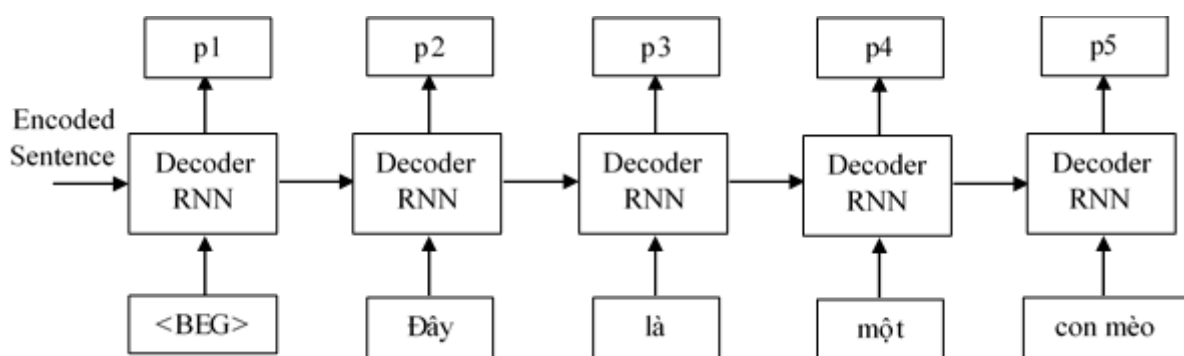 p1
p2
p3
p4
p5
Encoded
Sentence
Decoder
RNN
Decoder
RNN
Decoder
RNN
Decoder
RNN
Decoder
RNN
<BEG>
Đây
là
một
con mèo